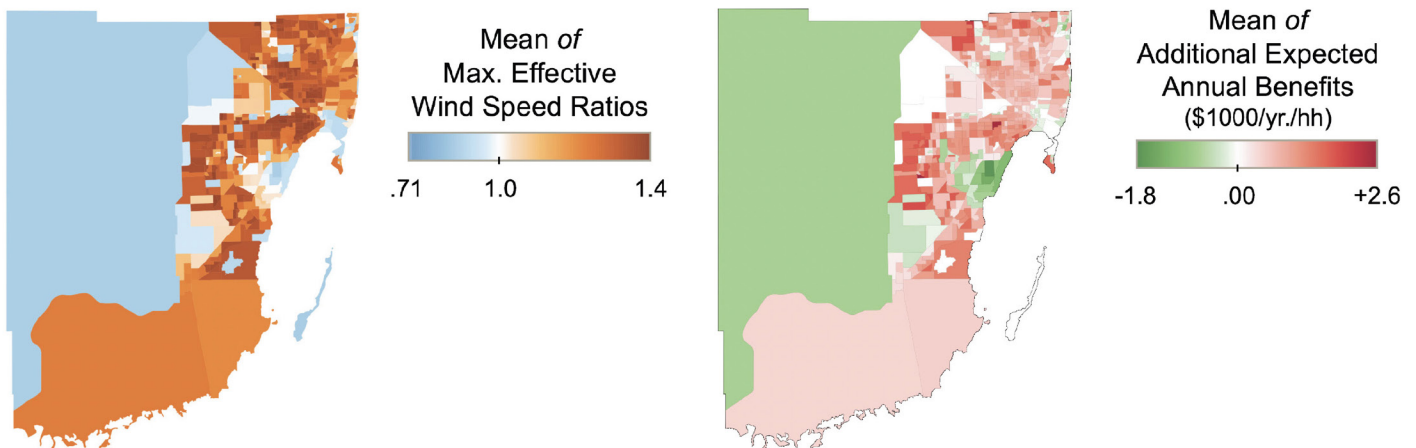 Mean of
Max. Effective
Wind Speed Ratios
.71 1.0 1.4
Mean of
Additional Expected
Annual Benefits
($1000/yr./hh)
-1.8 .00 +2.6